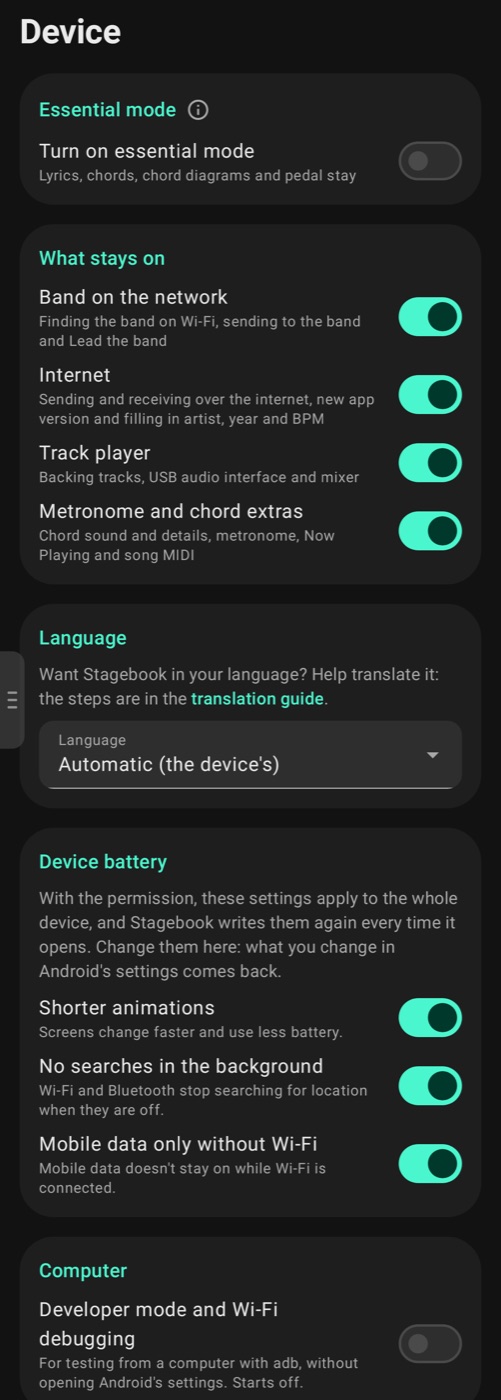 Device
Essential mode
Turn on essential mode
Lyrics, chords, chord diagrams and pedal stay
What stays on
Band on the network
Finding the band on Wi-Fi, sending to the band
and Lead the band
Internet
Sending and receiving over the internet, new app
version and filling in artist, year and BPM
Track player
Backing tracks, USB audio interface and mixer
Metronome and chord extras
Chord sound and details, metronome, Now
Playing and song MIDI
Language
Want Stagebook in your language? Help translate it:
the steps are in the translation guide.
Language
Automatic (the device's)
Device battery
With the permission, these settings apply to the whole
device, and Stagebook writes them again every time it
opens. Change them here: what you change in
Android's settings comes back.
Shorter animations
Screens change faster and use less battery.
No searches in the background
Wi-Fi and Bluetooth stop searching for location
when they are off.
Mobile data only without Wi-Fi
Mobile data doesn't stay on while Wi-Fi is
connected.
Computer
Developer mode and Wi-Fi
debugging
For testing from a computer with adb, without
opening Android's settings. Starts off.